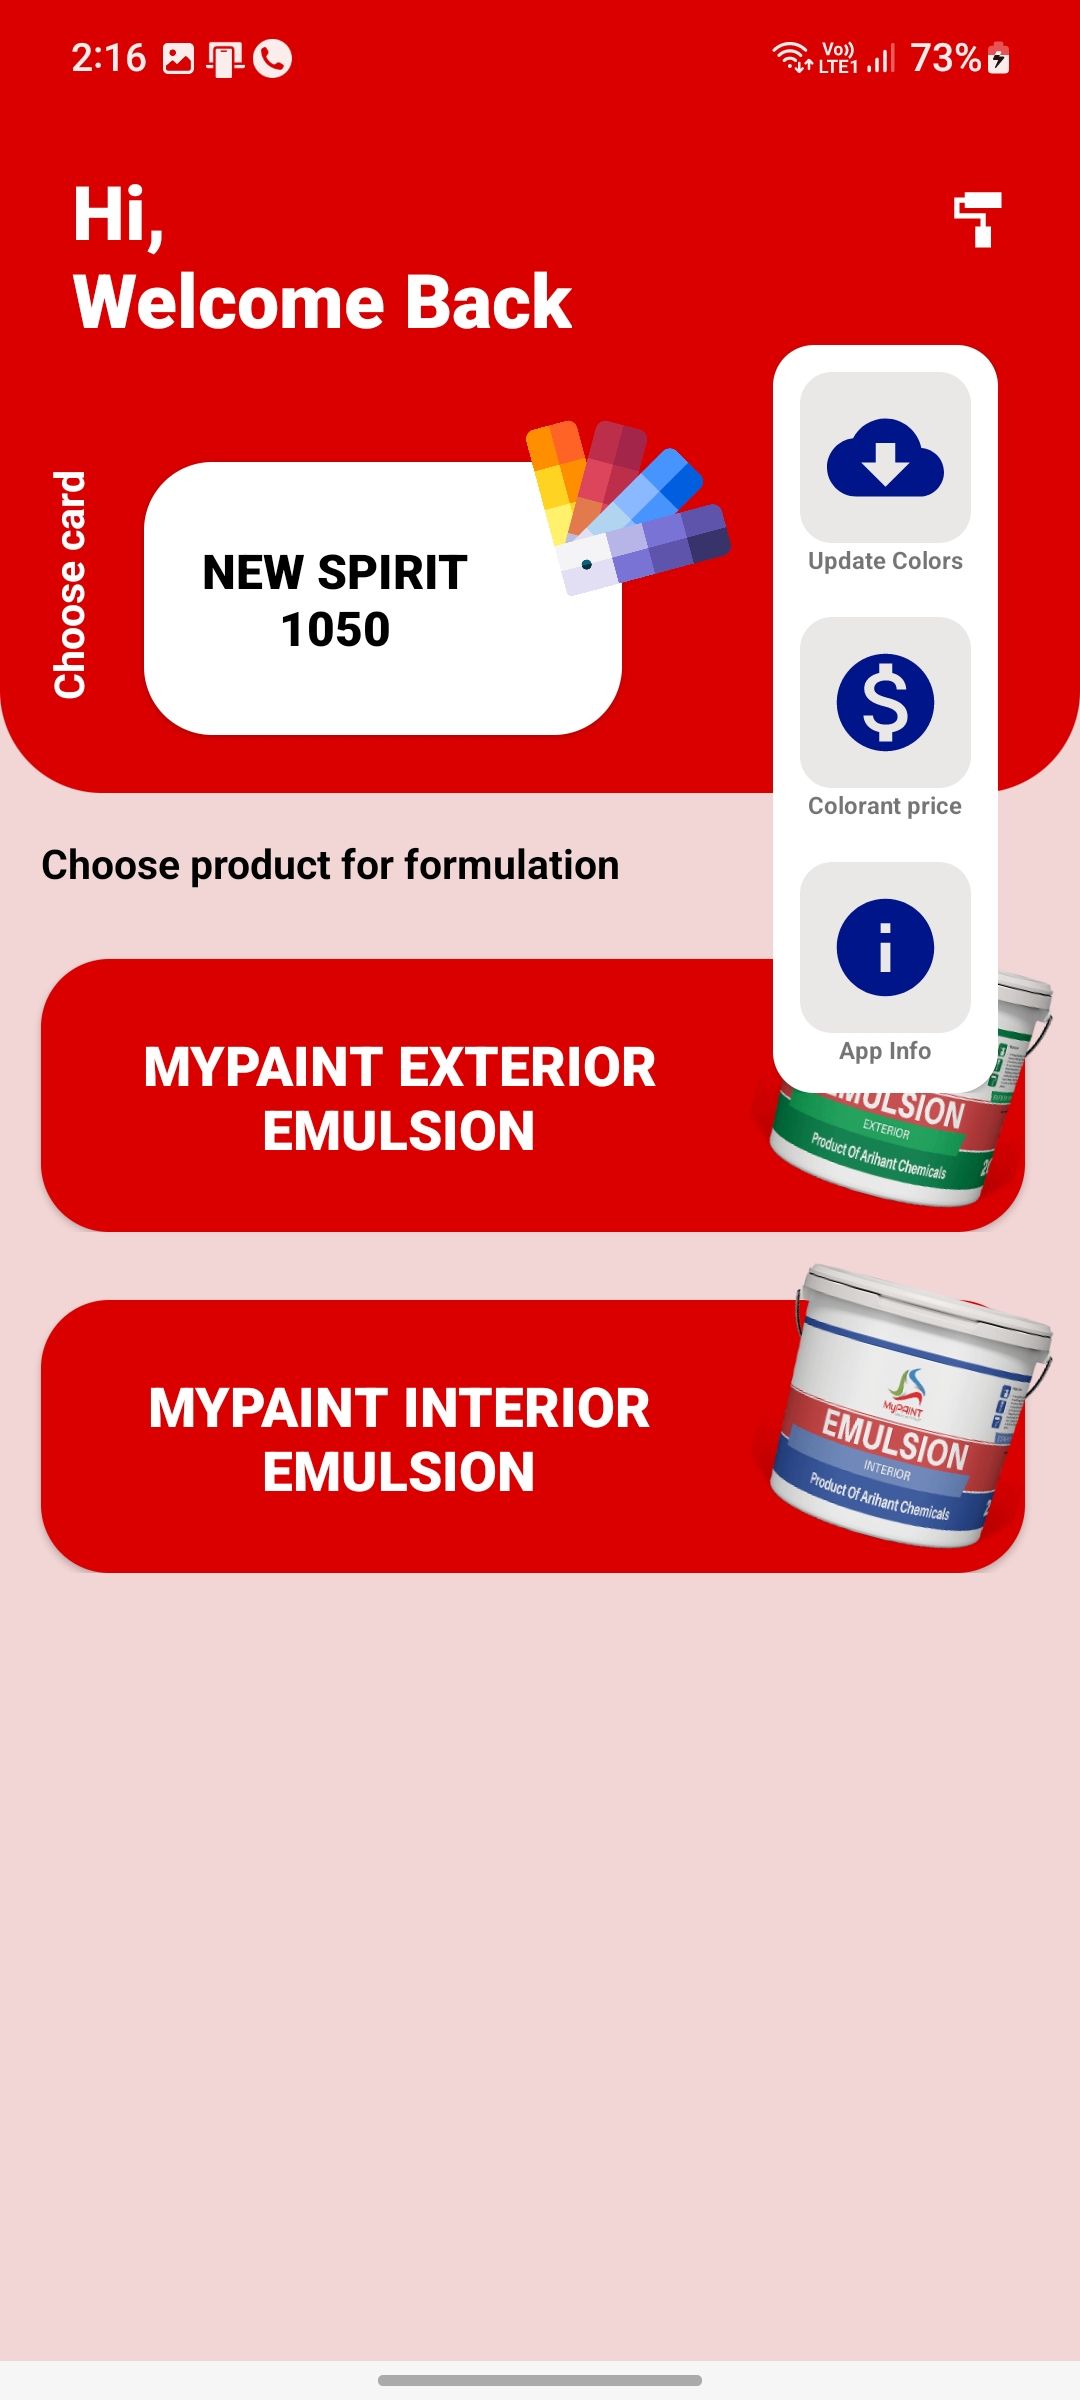 2:16
Vo))
LTE1
73%
Hi,
Welcome Back
Choose card
NEW SPIRIT
1050
Update Colors
Colorant price
App Info
Choose product for formulation
MYPAINT EXTERIOR
EMULSION
EMULSION
EXTERIOR
Product Of Arihant Chemicals
MYPAINT INTERIOR
EMULSION
MyPAINT
EMULSION
INTERIOR
Product Of Arihant Chemicals